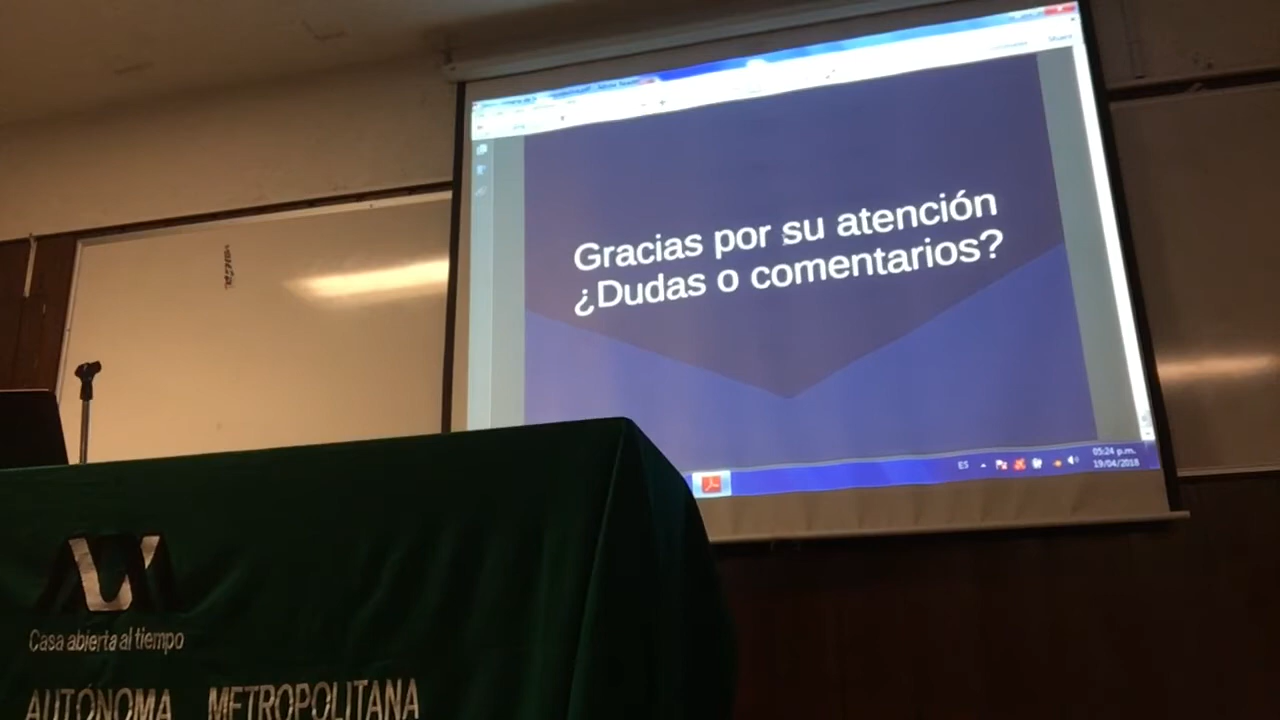 Gracias por su atención
¿Dudas o comentarios?
ES
05:24 p.m.
19/04/2018
Casa abierta al tiempo
AUTÓNOMA METROPOLITANA